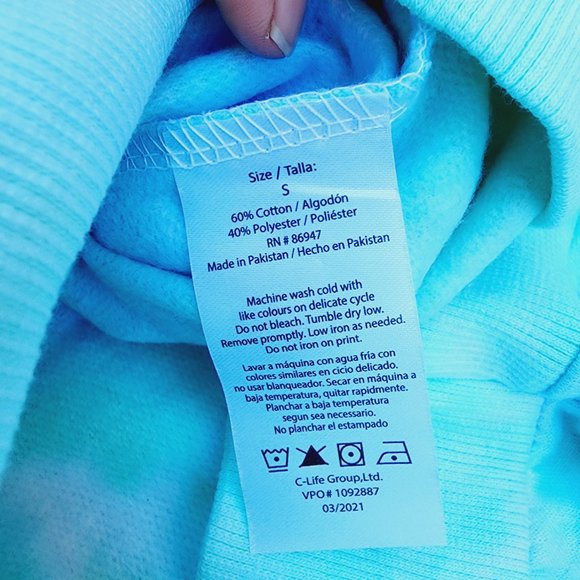 Size / Talla:
S
60% Cotton / Algodón
40% Polyester / Poliéster
RN # 86947
Made in Pakistan / Hecho en Pakistan
Machine wash cold with
like colours on delicate cycle
Do not bleach. Tumble dry low.
Remove promptly. Low iron as needed.
Do not iron on print.
Lavar a máquina con agua fria con
colores similares en cicio delicado.
no usar blanqueador. Secar en máquina a
baja temperatura, quitar rapidamente.
Planchar a baja temperatura
segun sea necesario.
No planchar el estampado
C-Life Group,Ltd.
VPO # 1092887
03/2021